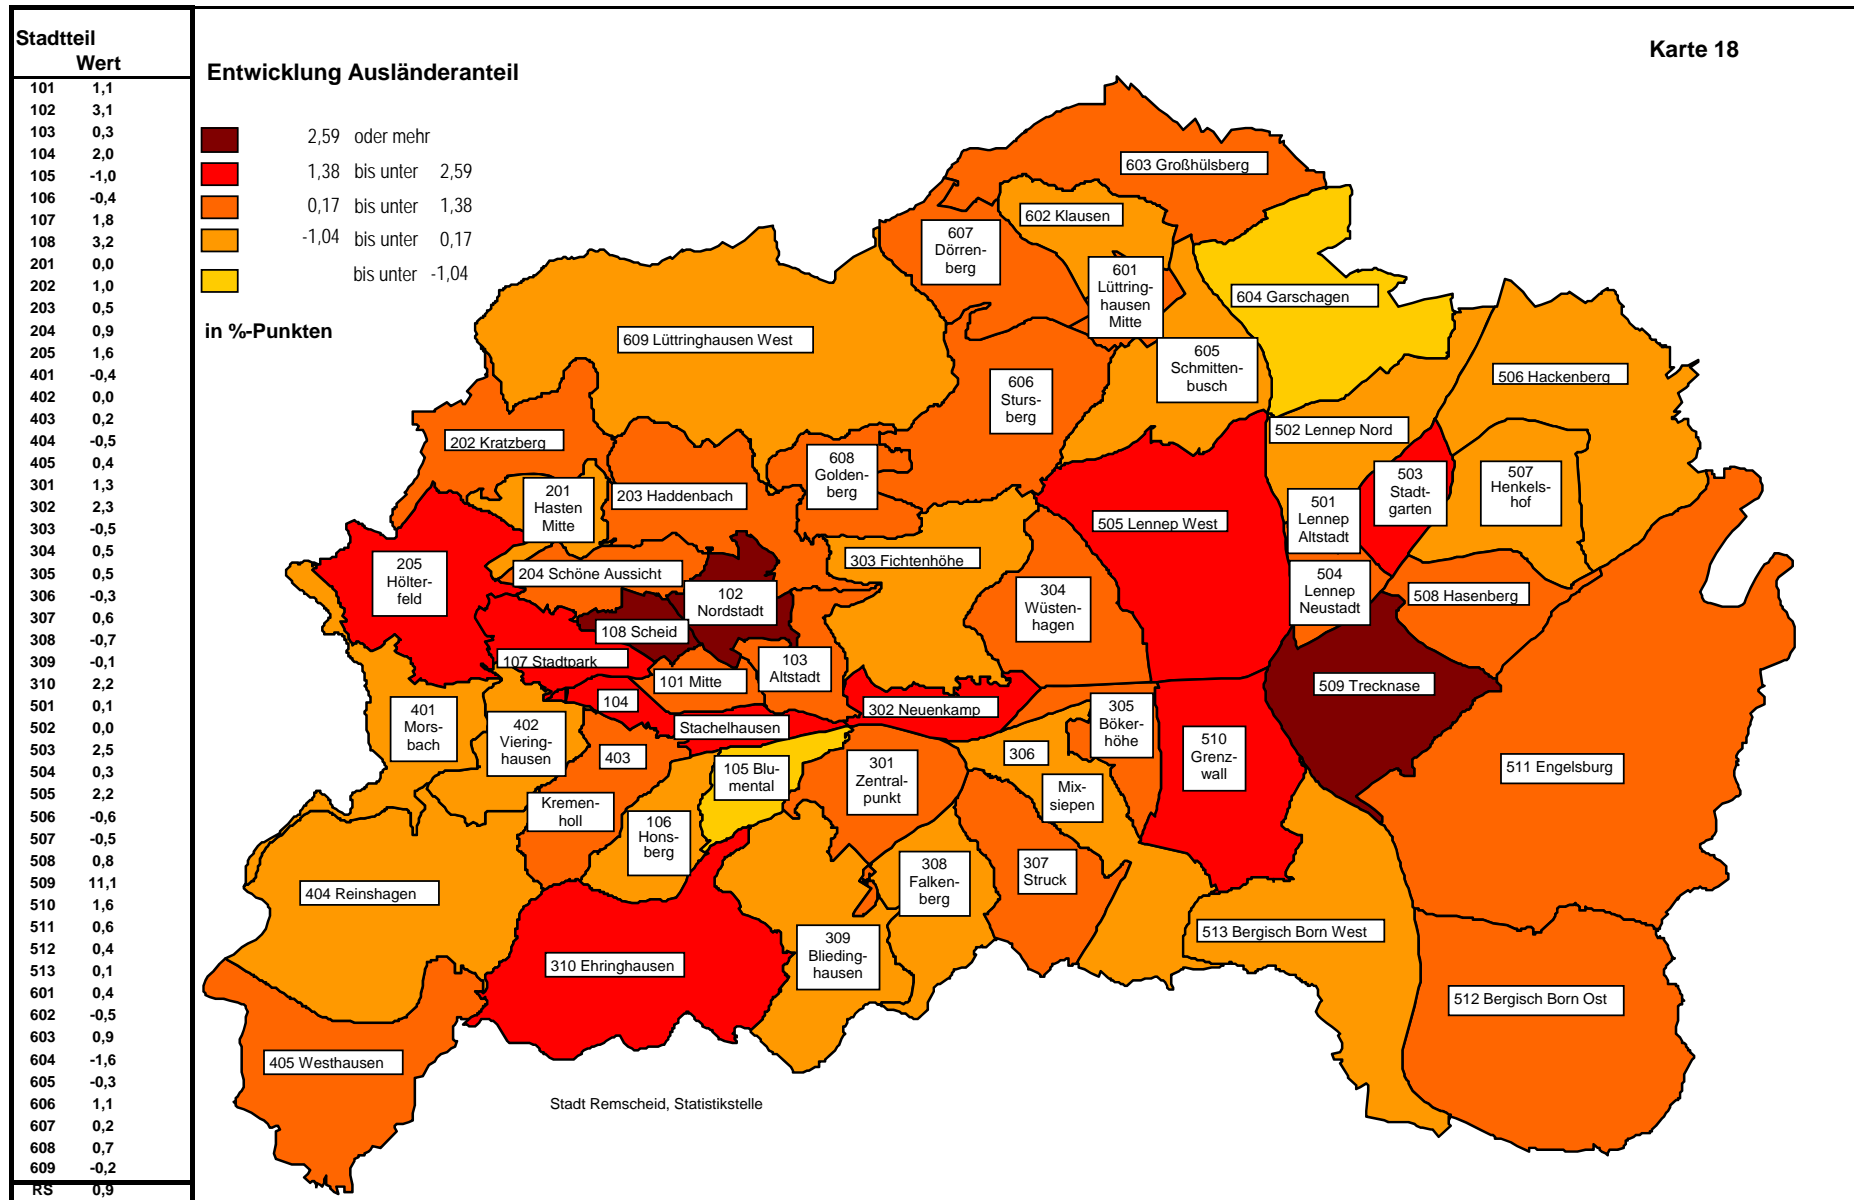 Stadtteil
Wert
101 1,1
102 3,1
103 0,3
104 2,0
105 -1,0
106 -0,4
107 1,8
108 3,2
201 0,0
202 1,0
203 0,5
204 0,9
205 1,6
401 -0,4
402 0,0
403 0,2
404 -0,5
405 0,4
301 1,3
302 2,3
303 -0,5
304 0,5
305 0,5
306 -0,3
307 0,6
308 -0,7
309 -0,1
310 2,2
501 0,1
502 0,0
503 2,5
504 0,3
505 2,2
506 -0,6
507 -0,5
508 0,8
509 11,1
510 1,6
511 0,6
512 0,4
513 0,1
601 0,4
602 -0,5
603 0,9
604 -1,6
605 -0,3
606 1,1
607 0,2
608 0,7
609 -0,2
RS 0,9
Karte 18
Entwicklung Ausländeranteil
2,59 oder mehr
1,38 bis unter 2,59
0,17 bis unter 1,38
-1,04 bis unter 0,17
bis unter -1,04
in %-Punkten
603 Großhülsberg
602 Klausen
607
Dörren-
berg
601
Lüttring-
hausen
Mitte
604 Garschagen
609 Lüttringhausen West
605
Schmitten-
busch
606
Sturs-
berg
506 Hackenberg
502 Lennep Nord
202 Kratzberg
608
Golden-
berg
503
Stadt-
garten
507
Henkels-
hof
201
Hasten
Mitte
203 Haddenbach
501
Lennep
Altstadt
505 Lennep West
303 Fichtenhöhe
205
Hölter-
feld
204 Schöne Aussicht
102
Nordstadt
304
Wüsten-
hagen
504
Lennep
Neustadt
508 Hasenberg
108 Scheid
107 Stadtpark
103
Altstadt
101 Mitte
509 Trecknase
104
Stachelhausen
302 Neuenkamp
305
Böker-
höhe
401
Mors-
bach
402
Viering-
hausen
403
Kremen-
holl
105 Blu-
mental
301
Zentral-
punkt
306
Mix-
siepen
510
Grenz-
wall
511 Engelsburg
106
Hons-
berg
404 Reinshagen
308
Falken-
berg
307
Struck
309
Blieding-
hausen
513 Bergisch Born West
310 Ehringhausen
512 Bergisch Born Ost
405 Westhausen
Stadt Remscheid, Statistikstelle